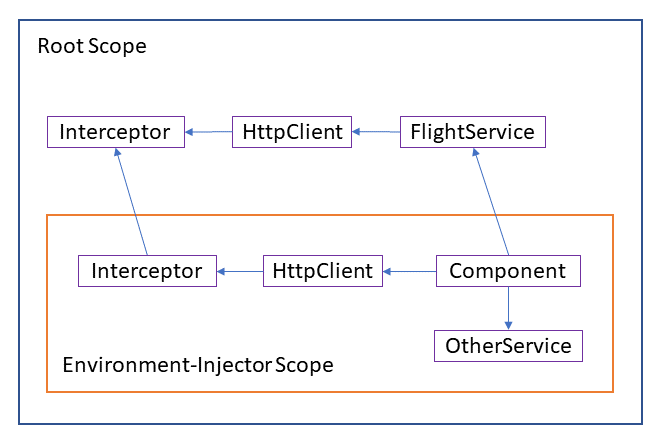 Root Scope
Interceptor
HttpClient
FlightService
Interceptor
HttpClient
Component
OtherService
Environment-Injector Scope